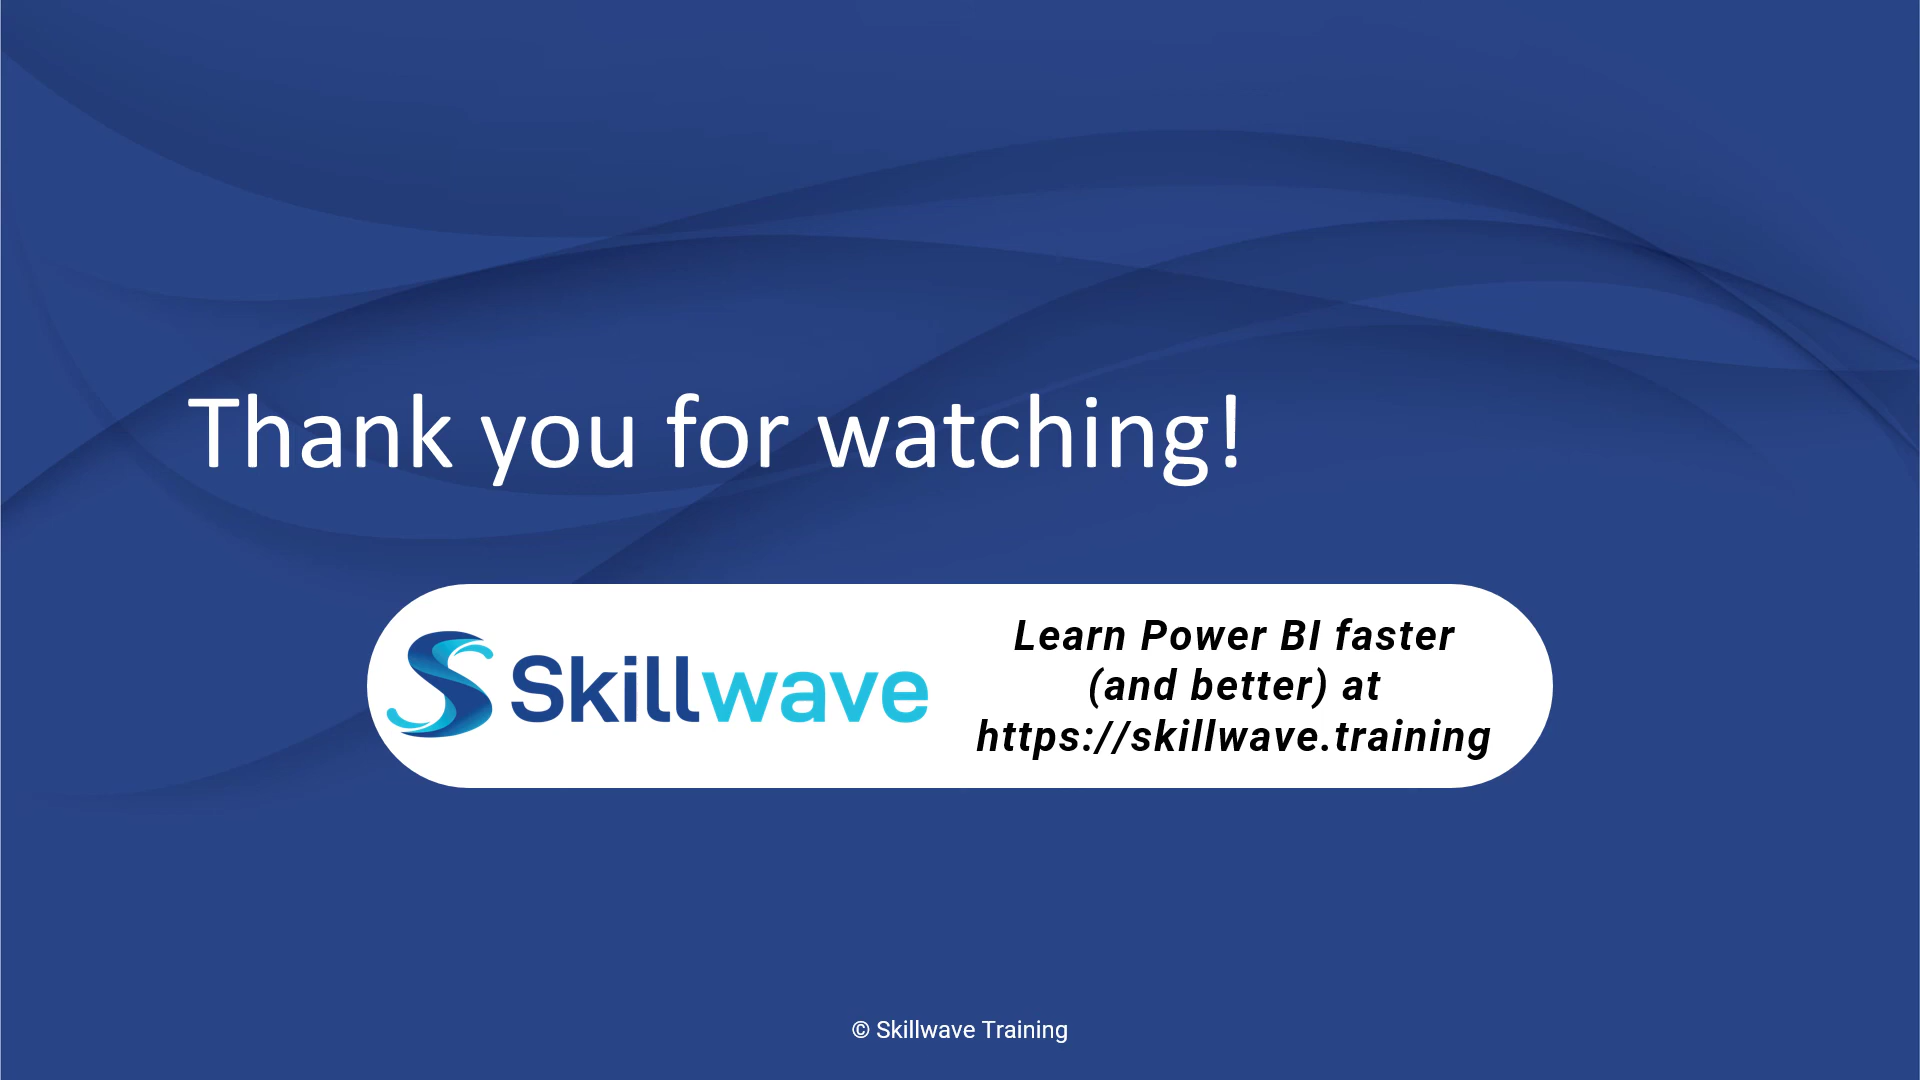 Thank you for watching!
Skillwave
Learn Power BI faster
(and better) at
https://skillwave.training
© Skillwave Training